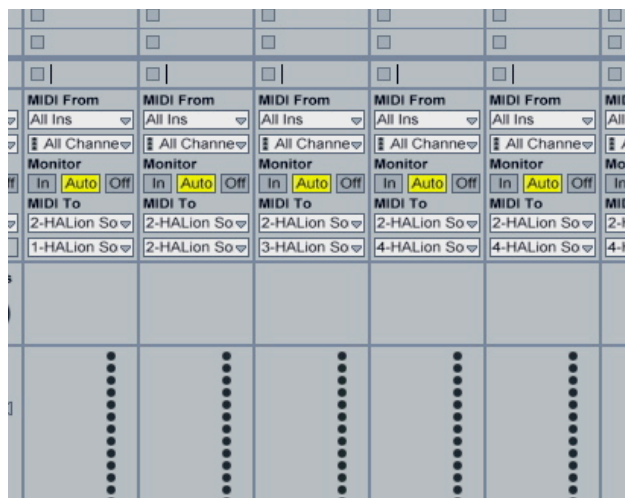 MIDI From MIDI From MIDI From MIDI From MIDI From
All Ins All Ins All Ins All Ins All Ins All
All Channe All Channe All Channe All Channe All Channe
Monitor Monitor Monitor Monitor Monitor
In Auto Off In Auto Off In Auto Off In Auto Off In Auto Off
MIDI To MIDI To MIDI To MIDI To MIDI To
2-HALion So 2-HALion So 2-HALion So 2-HALion So 2-HALion So
1-HALion So 2-HALion So 3-HALion So 4-HALion So 4-HALion So